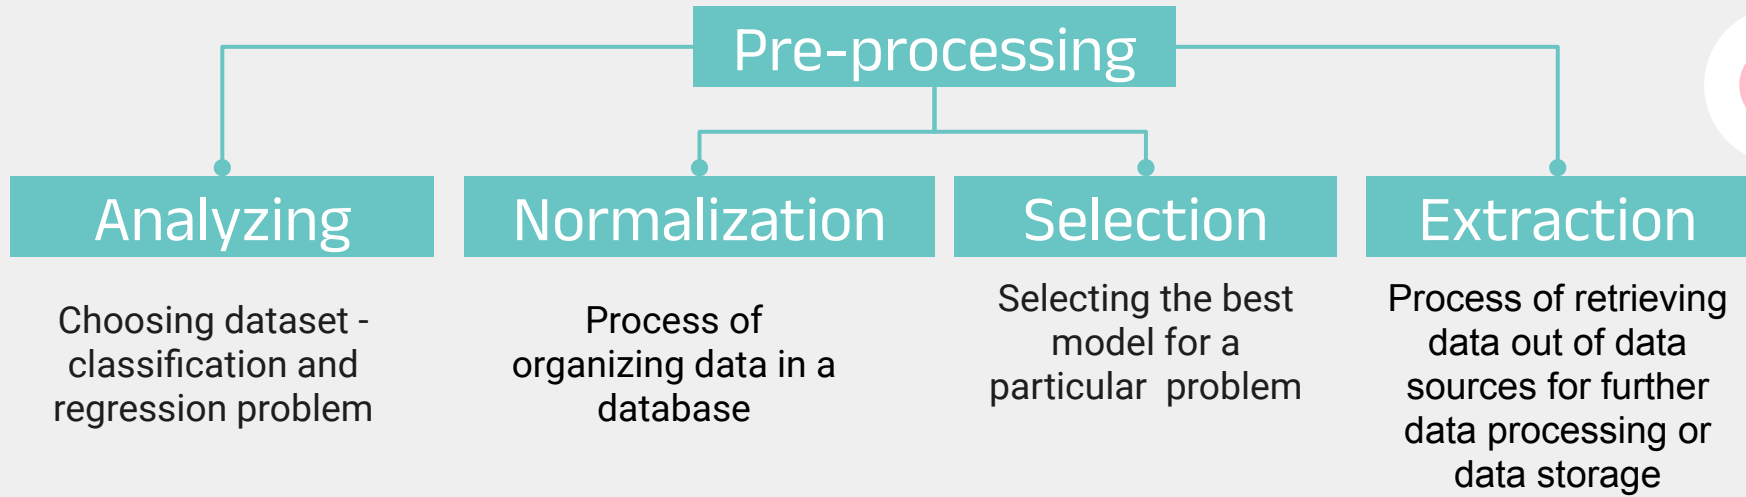 Pre-processing
Analyzing
Choosing dataset -
classification and
regression problem
Normalization
Process of
organizing data in a
database
Selection
Selecting the best
model for a
particular  problem
Extraction
Process of retrieving
data out of data
sources for further
data processing or
data storage